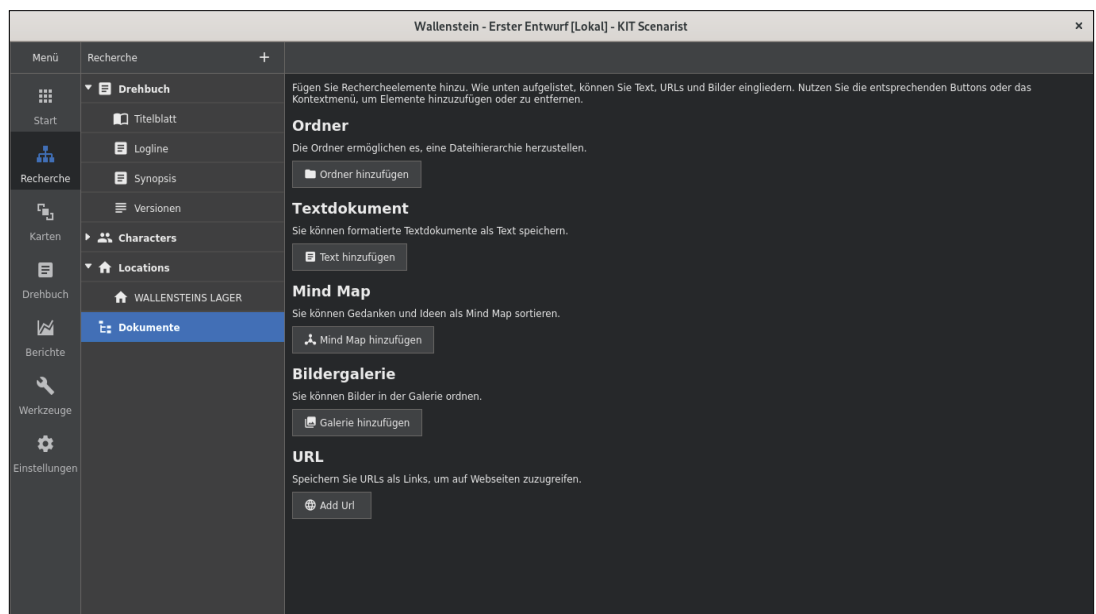 Wallenstein - Erster Entwurf [Lokal] - KIT Scenarist
×
Menü
Start
Recherche
Karten
Drehbuch
Berichte
Werkzeuge
Einstellungen
Recherche +
Drehbuch
Titelblatt
Logline
Synopsis
Versionen
Characters
Locations
WALLENSTEINS LAGER
Dokumente
Fügen Sie Rechercheelemente hinzu. Wie unten aufgelistet, können Sie Text, URLs und Bilder eingliedern. Nutzen Sie die entsprechenden Buttons oder das
Kontextmenü, um Elemente hinzuzufügen oder zu entfernen.
Ordner
Die Ordner ermöglichen es, eine Dateihierarchie herzustellen.
Ordner hinzufügen
Textdokument
Sie können formatierte Textdokumente als Text speichern.
Text hinzufügen
Mind Map
Sie können Gedanken und Ideen als Mind Map sortieren.
Mind Map hinzufügen
Bildergalerie
Sie können Bilder in der Galerie ordnen.
Galerie hinzufügen
URL
Speichern Sie URLs als Links, um auf Webseiten zuzugreifen.
Add Url